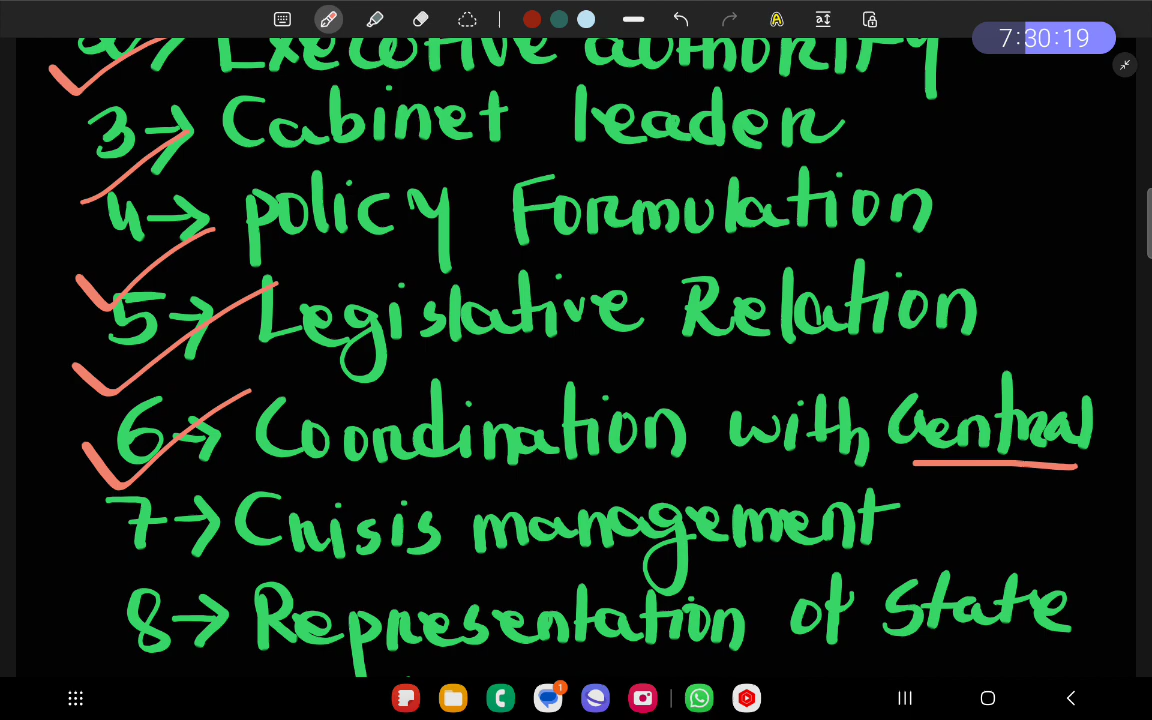 7:30:19
2→ Executive authority
3→ Cabinet leader
4→ policy Formulation
5→ Legislative Relation
6→ Coordination with Central
7→ Crisis management
8→ Representation of State